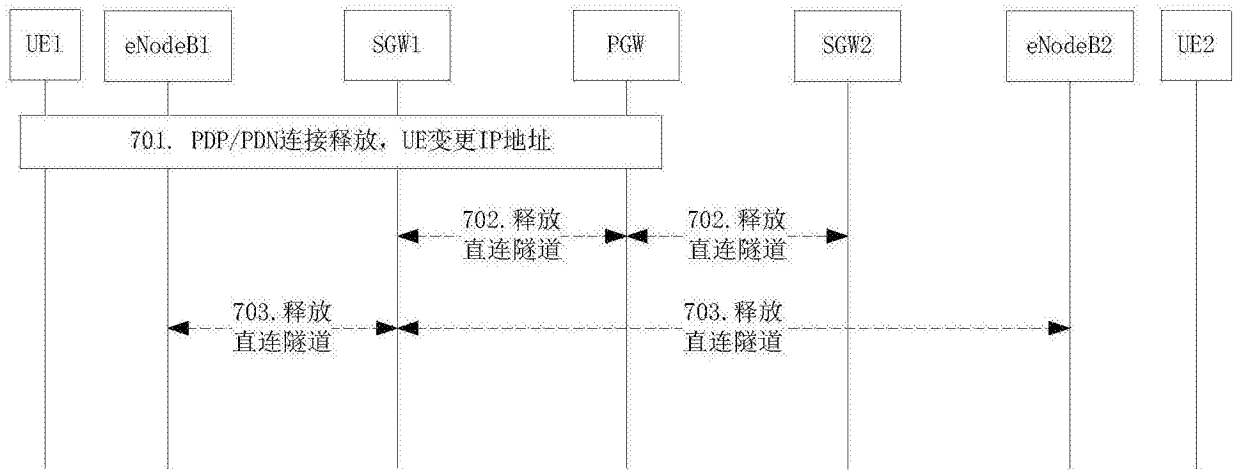 UE1
eNodeB1
SGW1
PGW
SGW2
eNodeB2
UE2
701. PDP/PDN连接释放，UE变更IP地址
702.释放
直连隧道
702.释放
直连隧道
703.释放
直连隧道
703.释放
直连隧道